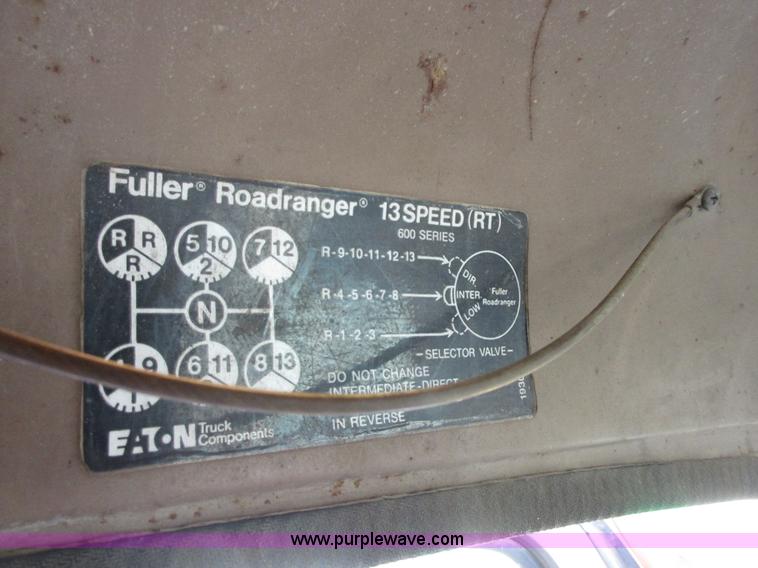 Fuller® Roadranger® 13SPEED (RT)
600 SERIES
R R R
5 10 2
7 12
R-9-10-11-12-13
DIR.
R-4-5-6-7-8
INTER.
Fuller Roadranger
N
LOW
R-1-2-3
9
6 11
8 13
-SELECTOR VALVE-
DO NOT CHANGE
INTERMEDIATE-DIRECT
IN REVERSE
EATON Truck Components
www.purplewave.com